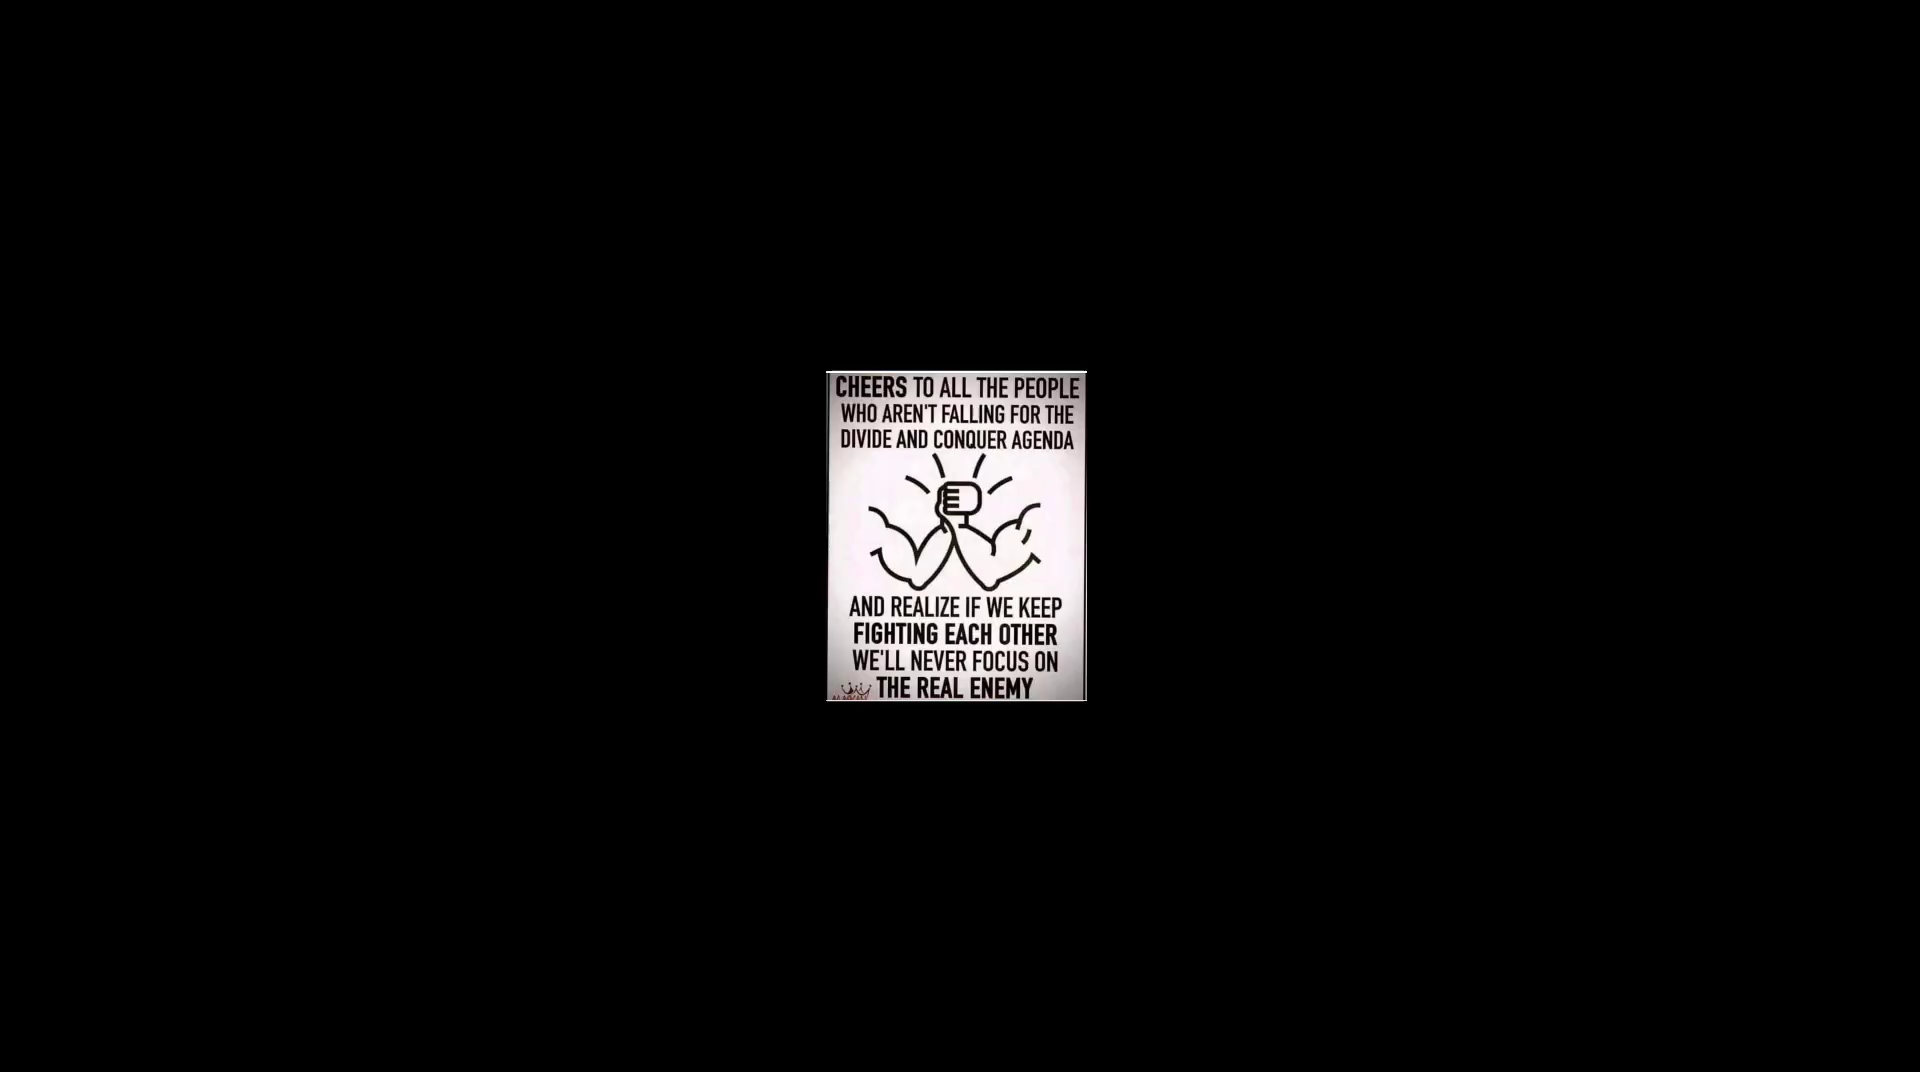 CHEERS TO ALL THE PEOPLE
WHO AREN'T FALLING FOR THE
DIVIDE AND CONQUER AGENDA
AND REALIZE IF WE KEEP
FIGHTING EACH OTHER
WE'LL NEVER FOCUS ON
THE REAL ENEMY